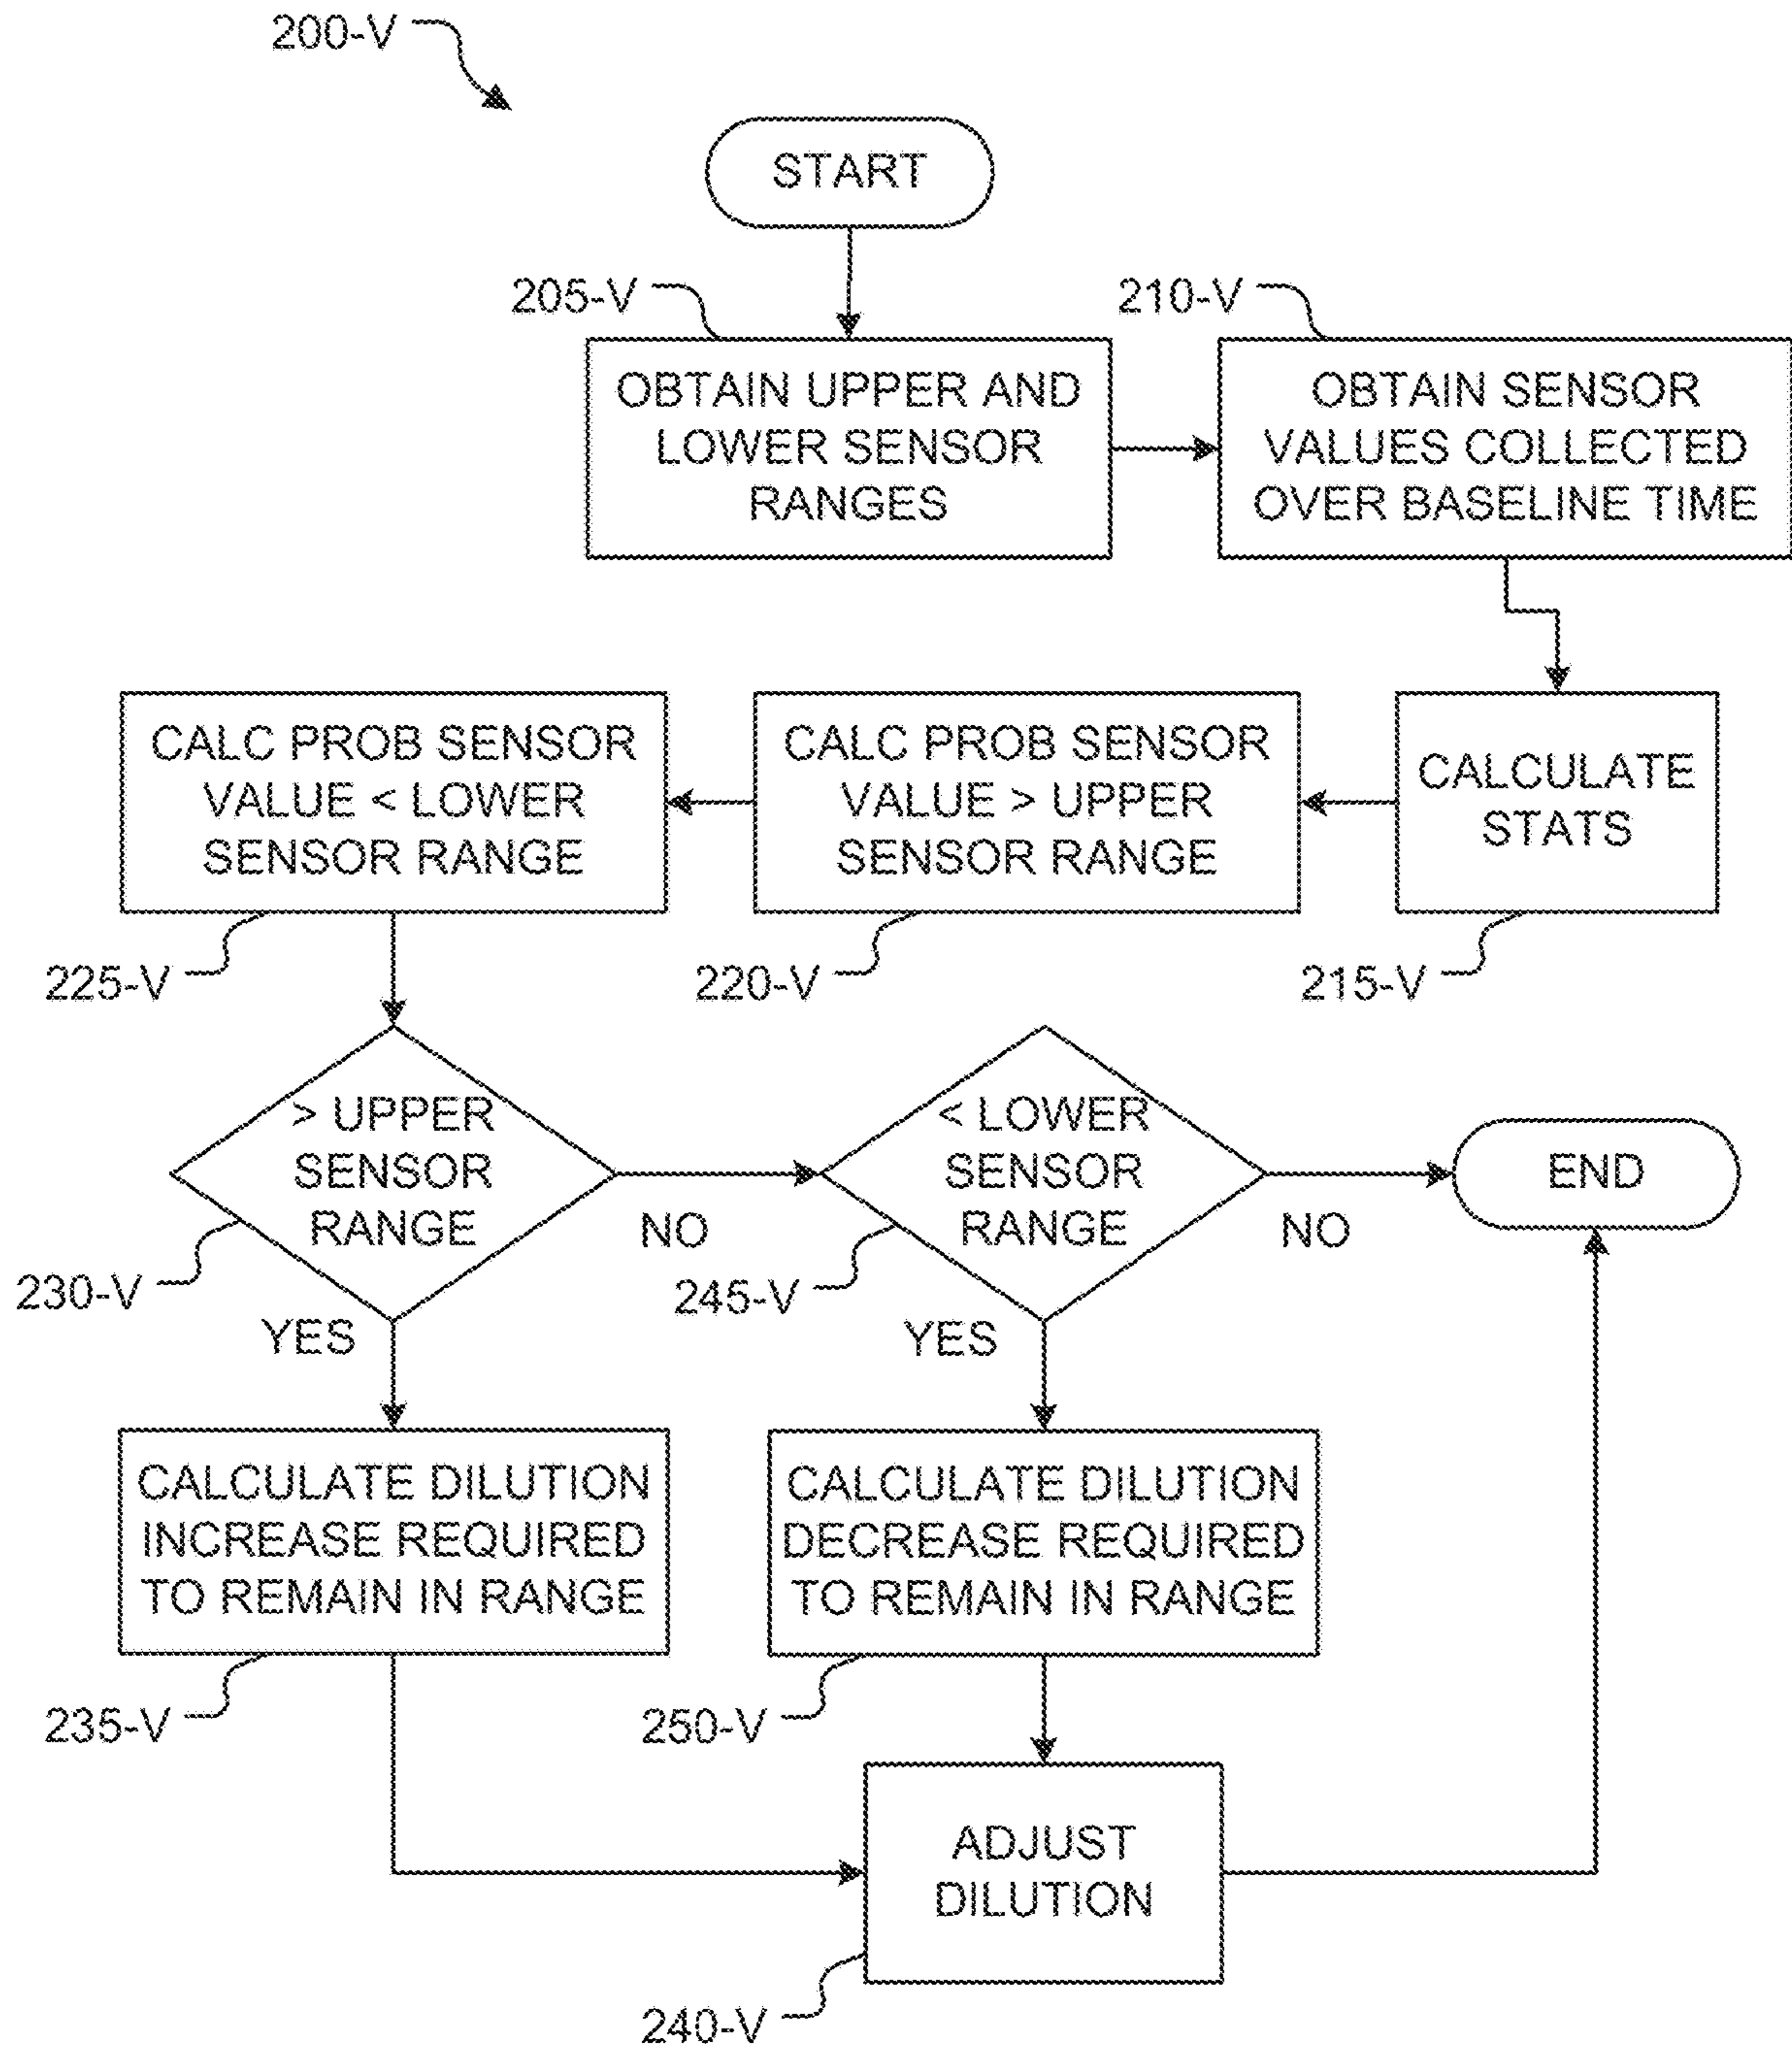 200-V
START
205-V
210-V
OBTAIN UPPER AND
LOWER SENSOR
RANGES
OBTAIN SENSOR
VALUES COLLECTED
OVER BASELINE TIME
CALC PROB SENSOR
VALUE < LOWER
SENSOR RANGE
CALC PROB SENSOR
VALUE > UPPER
SENSOR RANGE
CALCULATE
STATS
225-V
220-V
215-V
> UPPER
SENSOR
RANGE
< LOWER
SENSOR
RANGE
END
NO
NO
230-V
245-V
YES
YES
CALCULATE DILUTION
INCREASE REQUIRED
TO REMAIN IN RANGE
CALCULATE DILUTION
DECREASE REQUIRED
TO REMAIN IN RANGE
235-V
250-V
ADJUST
DILUTION
240-V